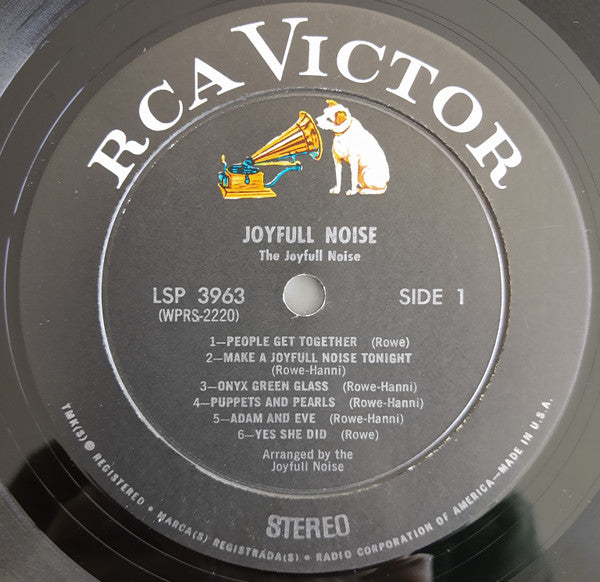 RCA VICTOR
JOYFULL NOISE
The Joyfull Noise
LSP 3963
SIDE 1
(WPRS-2220)
1—PEOPLE GET TOGETHER (Rowe)
2—MAKE A JOYFULL NOISE TONIGHT
(Rowe-Hanni)
3—ONYX GREEN GLASS (Rowe-Hanni)
4—PUPPETS AND PEARLS (Rowe-Hanni)
5—ADAM AND EVE (Rowe-Hanni)
6—YES SHE DID (Rowe)
Arranged by the
Joyfull Noise
STEREO
TMK(S) ® REGISTERED • MARCA(S) REGISTRADA(S) • RADIO CORPORATION OF AMERICA—MADE IN U.S.A.